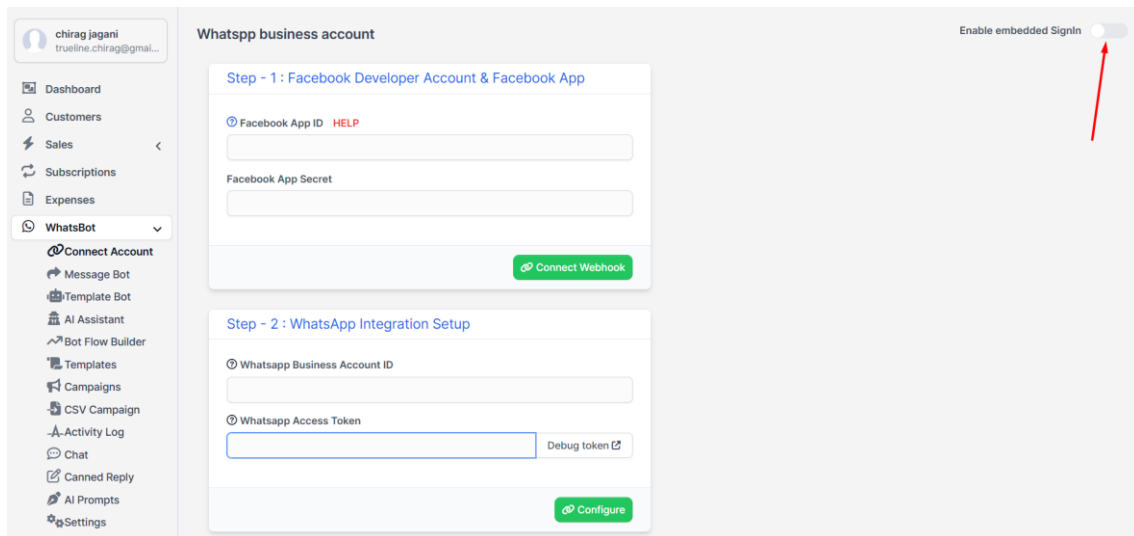 chirag jagani
trueline.chirag@gmai...
Dashboard
Customers
Sales
Subscriptions
Expenses
WhatsBot
Connect Account
Message Bot
Template Bot
AI Assistant
Bot Flow Builder
Templates
Campaigns
CSV Campaign
Activity Log
Chat
Canned Reply
AI Prompts
Settings
Whatspp business account
Enable embedded SignIn
Step - 1 : Facebook Developer Account & Facebook App
Facebook App ID HELP
Facebook App Secret
Connect Webhook
Step - 2 : WhatsApp Integration Setup
Whatsapp Business Account ID
Whatsapp Access Token
Debug token
Configure